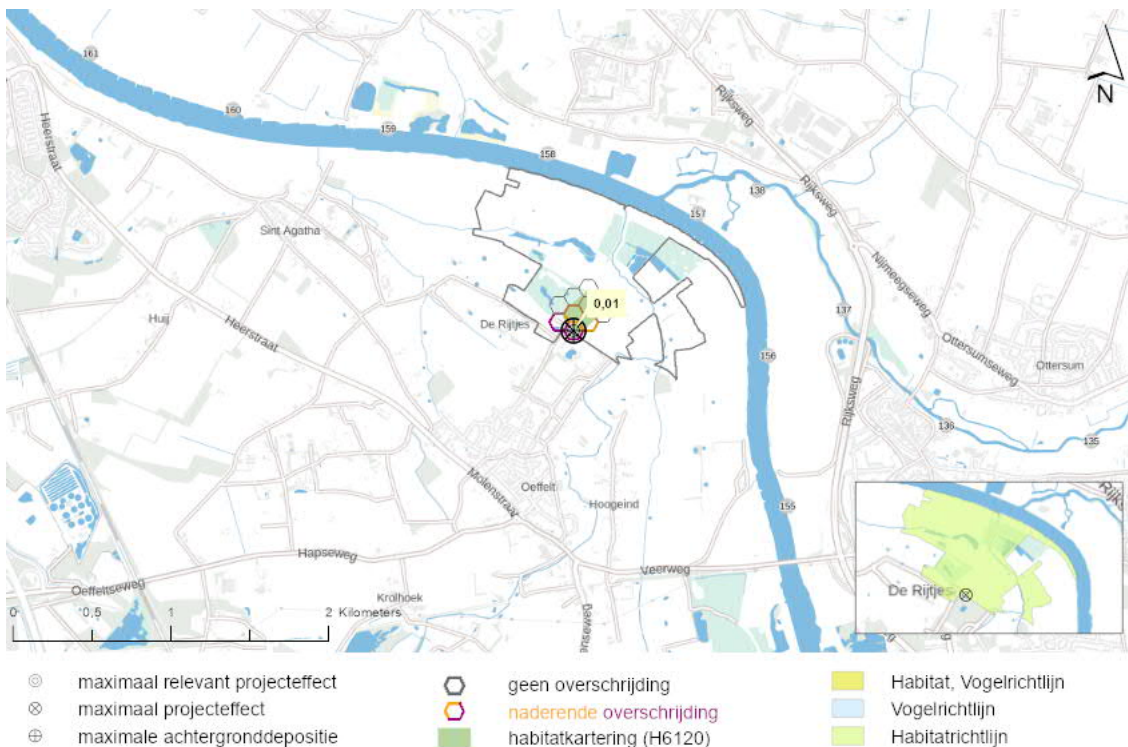 161
160
159
158
157
138
137
136
135
156
155
Heerstraat
Rijksweg
Rijksweg
N
Sint Agatha
Nijmeegseweg
0,01
De Rijtjes
Huij
Heerstraat
Ottersumseweg
Ottersum
Rijksweg
Molenstraat
Oeffelt
Hoogeind
Hapseweg
Veerweg
Oeffeltseweg
Krolhoek
De Rijtjes
0 0,5 1 2 Kilometers
maximaal relevant projecteffect
maximaal projecteffect
maximale achtergronddepositie
geen overschrijding
naderende overschrijding
habitatkartering (H6120)
Habitat, Vogelrichtlijn
Vogelrichtlijn
Habitatrichtlijn